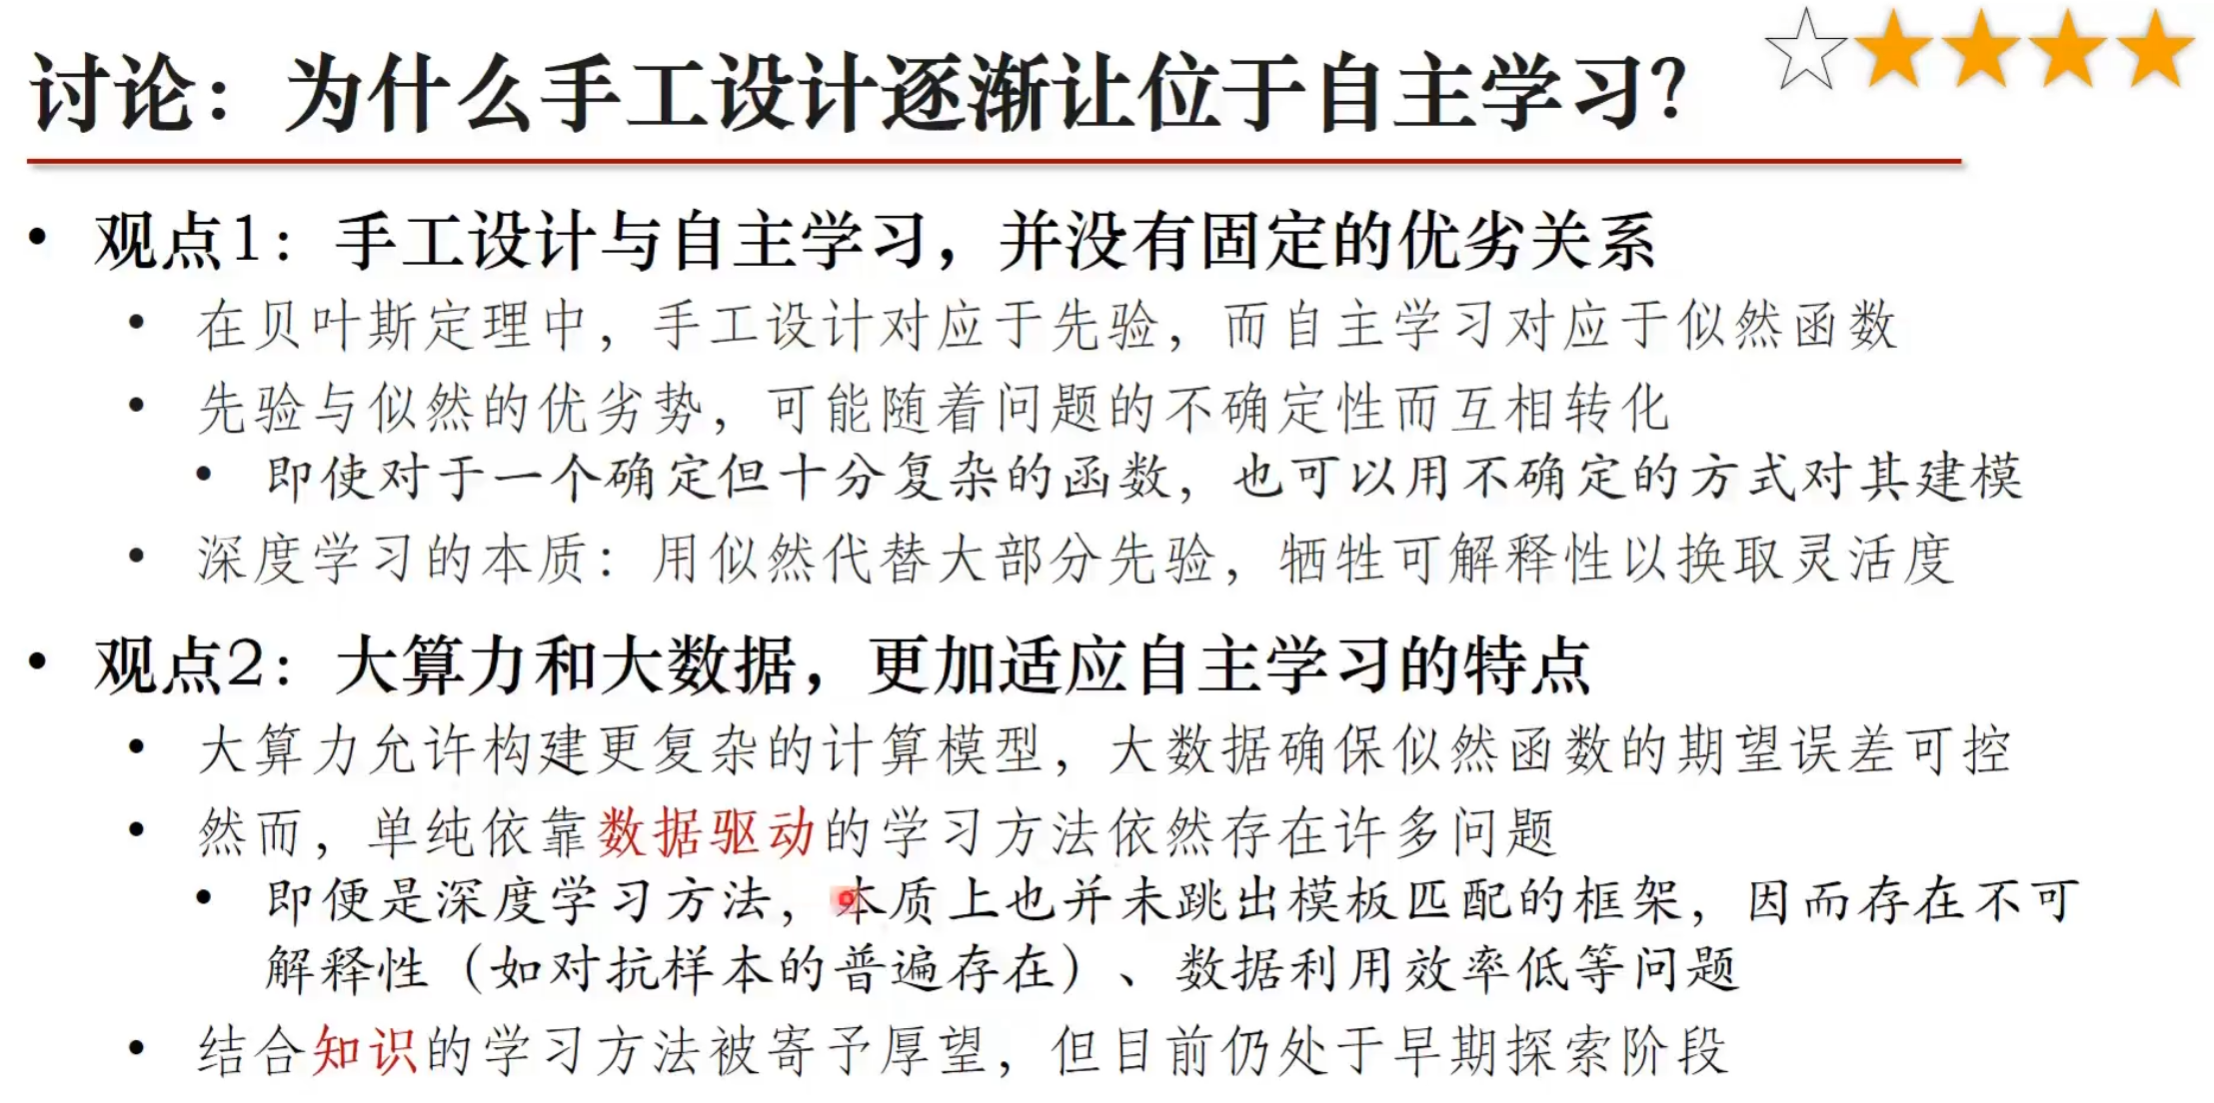 讨论：为什么手工设计逐渐让位于自主学习？
• 观点1：手工设计与自主学习，并没有固定的优劣关系
• 在贝叶斯定理中，手工设计对应于先验，而自主学习对应于似然函数
• 先验与似然的优劣势，可能随着问题的不确定性而互相转化
• 即使对于一个确定但十分复杂的函数，也可以用不确定的方式对其建模
• 深度学习的本质：用似然代替大部分先验，牺牲可解释性以换取灵活度
• 观点2：大算力和大数据，更加适应自主学习的特点
• 大算力允许构建更复杂的计算模型，大数据确保似然函数的期望误差可控
• 然而，单纯依靠数据驱动的学习方法依然存在许多问题
• 即便是深度学习方法，本质上也并未跳出模板匹配的框架，因而存在不可
解释性（如对抗样本的普遍存在）、数据利用效率低等问题
• 结合知识的学习方法被寄予厚望，但目前仍处于早期探索阶段